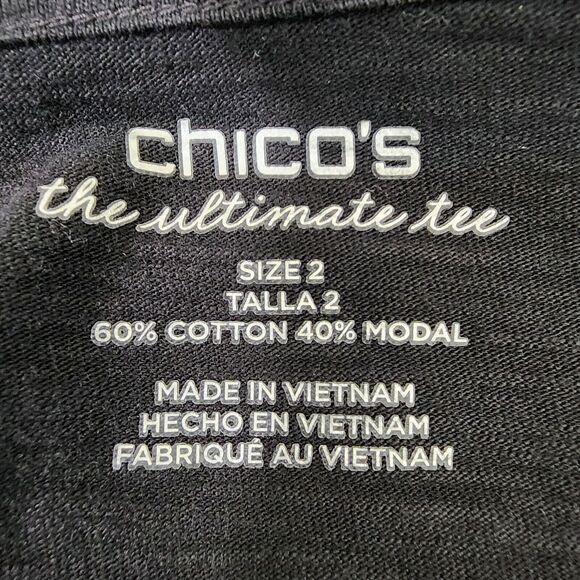 chico's
the ultimate tee
SIZE 2
TALLA 2
60% COTTON 40% MODAL
MADE IN VIETNAM
HECHO EN VIETNAM
FABRIQUÉ AU VIETNAM